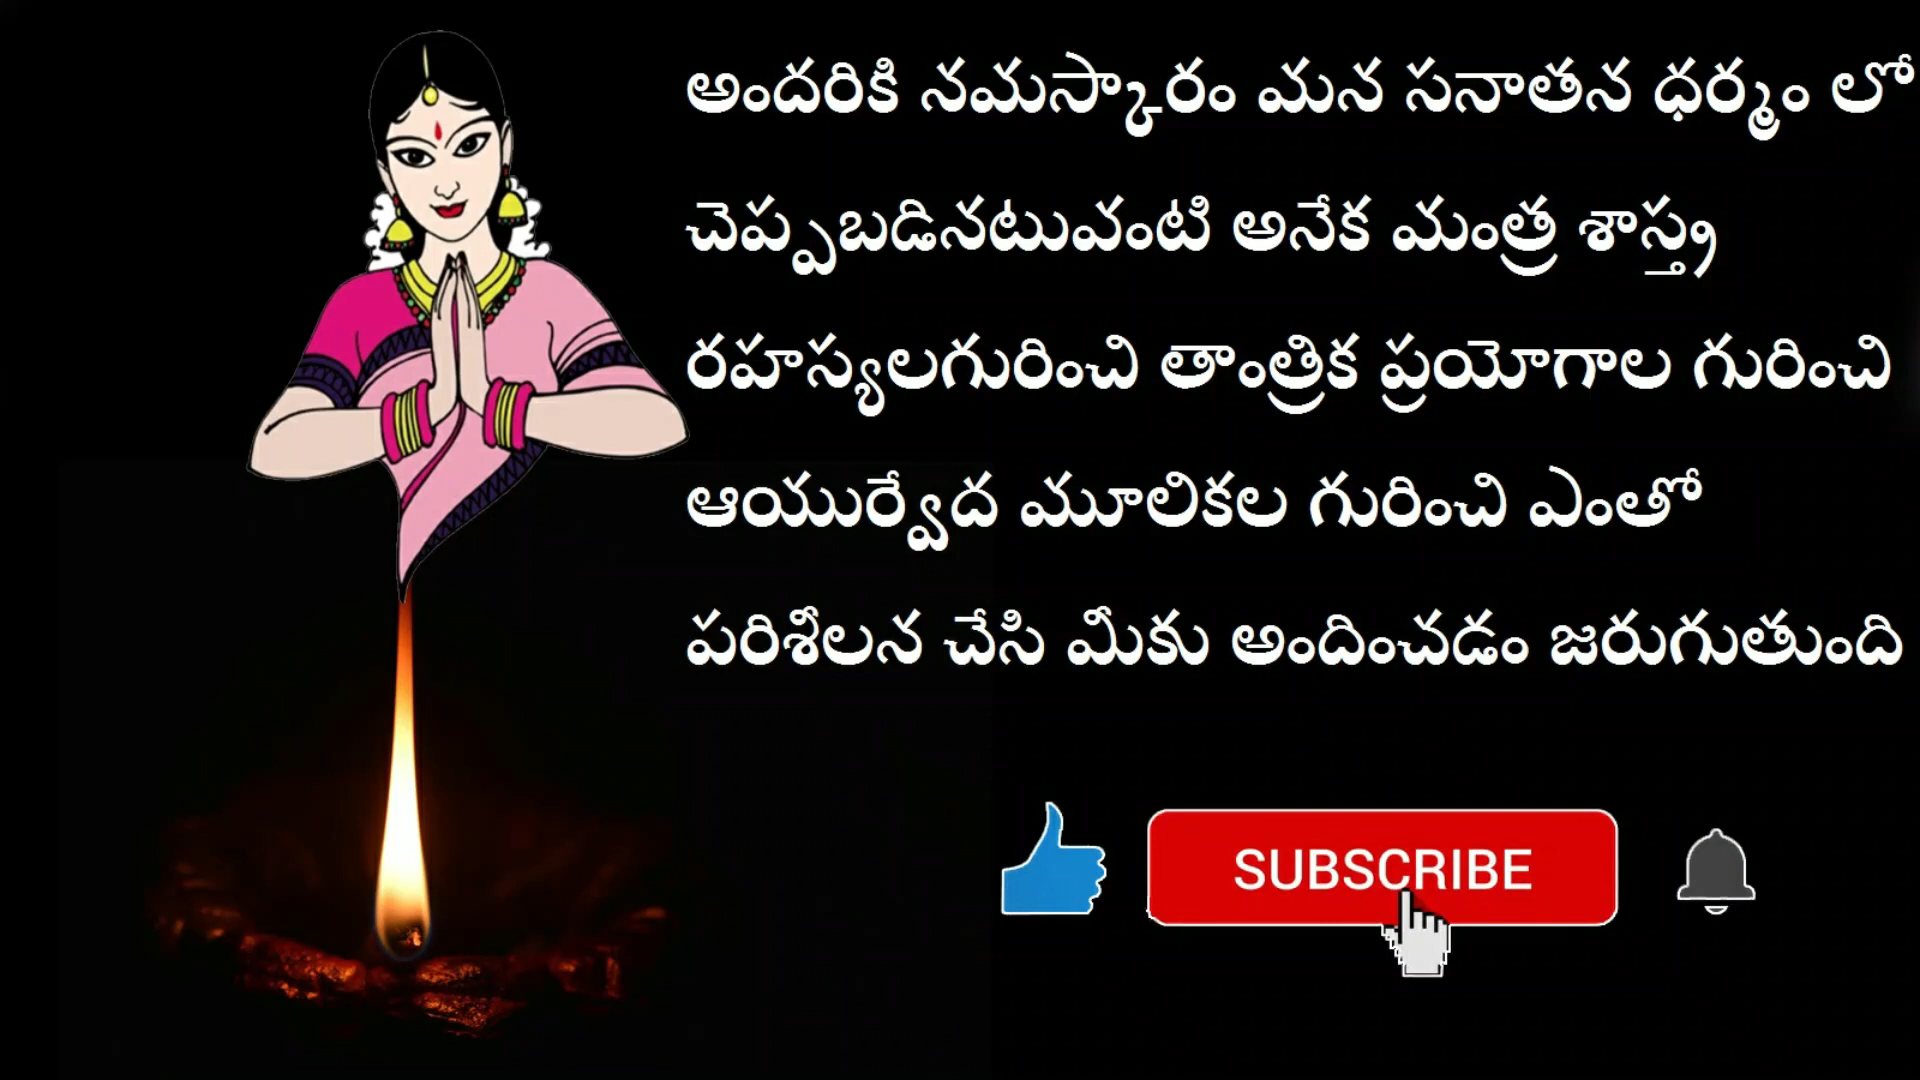 అందరికి నమస్కారం మన సనాతన ధర్మం లో
చెప్పబడినటువంటి అనేక మంత్ర శాస్త్ర
రహస్యలగురించి తాంత్రిక ప్రయోగాల గురించి
ఆయుర్వేద మూలికల గురించి ఎంతో
పరిశీలన చేసి మీకు అందించడం జరుగుతుంది
SUBSCRIBE